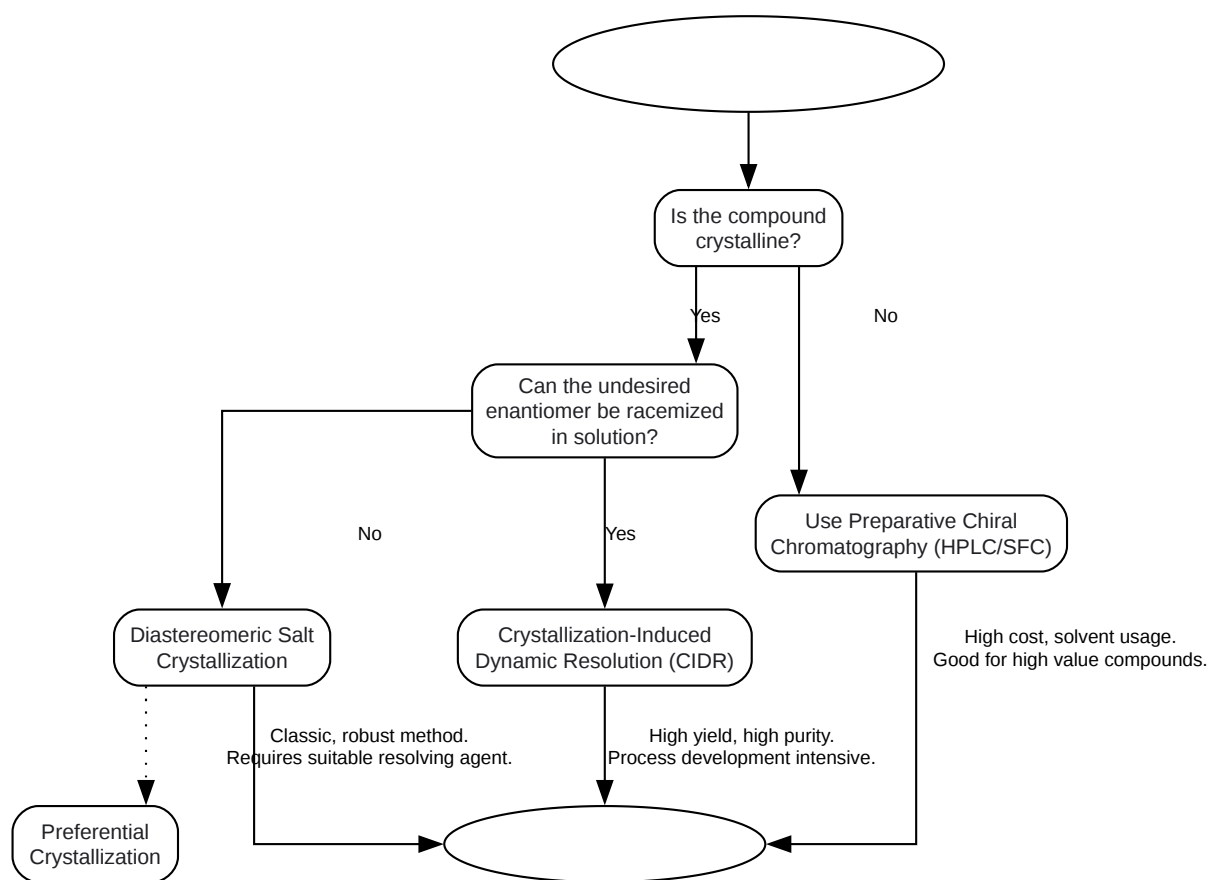 Is the compound
crystalline?
Yes
No
Can the undesired
enantiomer be racemized
in solution?
No
Yes
Use Preparative Chiral
Chromatography (HPLC/SFC)
Diastereomeric Salt
Crystallization
Crystallization-Induced
Dynamic Resolution (CIDR)
High cost, solvent usage.
Good for high value compounds.
Classic, robust method.
Requires suitable resolving agent.
High yield, high purity.
Process development intensive.
Preferential
Crystallization